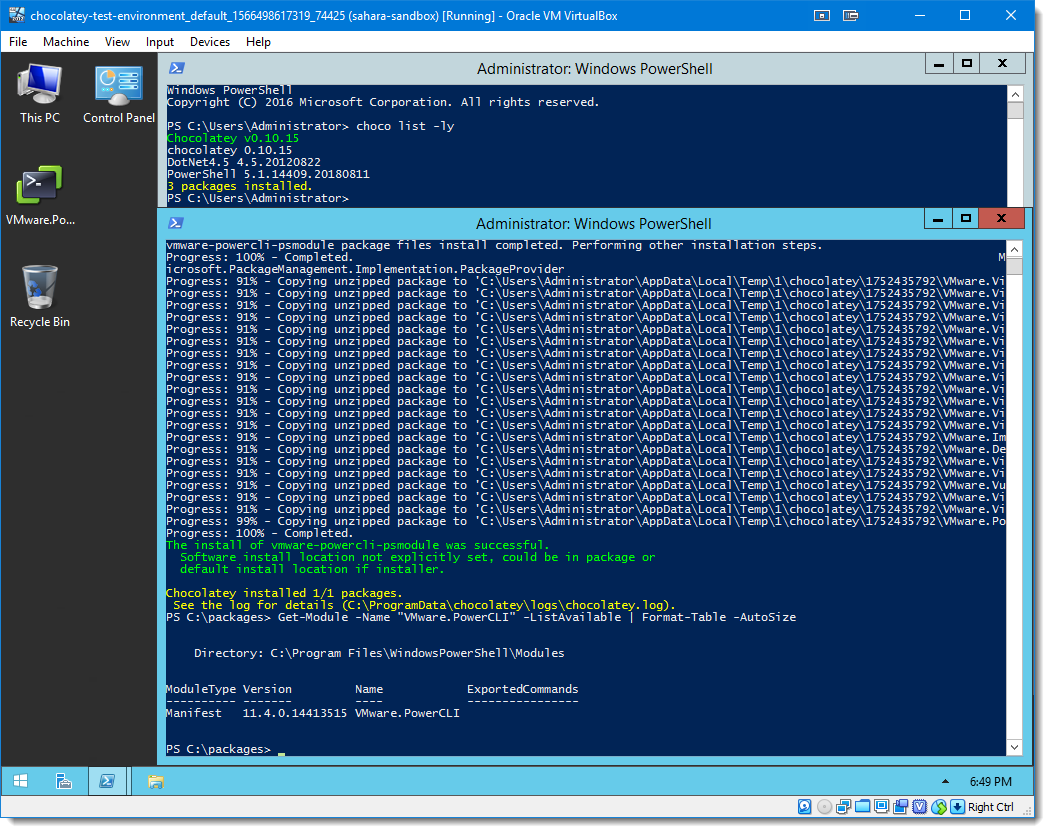 chocolatey-test-environment_default_1566498617319_74425 (sahara-sandbox) [Running] - Oracle VM VirtualBox
File Machine View Input Devices Help
This PC
Control Panel
VMware.Po...
Recycle Bin
Administrator: Windows PowerShell
Windows PowerShell
Copyright (C) 2016 Microsoft Corporation. All rights reserved.
PS C:\Users\Administrator> choco list -ly
Chocolatey v0.10.15
chocolatey 0.10.15
DotNet4.5 4.5.20120822
PowerShell 5.1.14409.20180811
3 packages installed.
PS C:\Users\Administrator>
Administrator: Windows PowerShell
vmware-powercli-psmodule package files install completed. Performing other installation steps.
Progress: 100% - Completed. M
icrosoft.PackageManagement.Implementation.PackageProvider
Progress: 91% - Copying unzipped package to 'C:\Users\Administrator\AppData\Local\Temp\1\chocolatey\1752435792\VMware.Vi
Progress: 91% - Copying unzipped package to 'C:\Users\Administrator\AppData\Local\Temp\1\chocolatey\1752435792\VMware.Vi
Progress: 91% - Copying unzipped package to 'C:\Users\Administrator\AppData\Local\Temp\1\chocolatey\1752435792\VMware.Vi
Progress: 91% - Copying unzipped package to 'C:\Users\Administrator\AppData\Local\Temp\1\chocolatey\1752435792\VMware.Vi
Progress: 91% - Copying unzipped package to 'C:\Users\Administrator\AppData\Local\Temp\1\chocolatey\1752435792\VMware.Vi
Progress: 91% - Copying unzipped package to 'C:\Users\Administrator\AppData\Local\Temp\1\chocolatey\1752435792\VMware.Vi
Progress: 91% - Copying unzipped package to 'C:\Users\Administrator\AppData\Local\Temp\1\chocolatey\1752435792\VMware.Vi
Progress: 91% - Copying unzipped package to 'C:\Users\Administrator\AppData\Local\Temp\1\chocolatey\1752435792\VMware.Vi
Progress: 91% - Copying unzipped package to 'C:\Users\Administrator\AppData\Local\Temp\1\chocolatey\1752435792\VMware.Vi
Progress: 91% - Copying unzipped package to 'C:\Users\Administrator\AppData\Local\Temp\1\chocolatey\1752435792\VMware.Vi
Progress: 91% - Copying unzipped package to 'C:\Users\Administrator\AppData\Local\Temp\1\chocolatey\1752435792\VMware.Vi
Progress: 91% - Copying unzipped package to 'C:\Users\Administrator\AppData\Local\Temp\1\chocolatey\1752435792\VMware.Vi
Progress: 91% - Copying unzipped package to 'C:\Users\Administrator\AppData\Local\Temp\1\chocolatey\1752435792\VMware.Vi
Progress: 91% - Copying unzipped package to 'C:\Users\Administrator\AppData\Local\Temp\1\chocolatey\1752435792\VMware.Im
Progress: 91% - Copying unzipped package to 'C:\Users\Administrator\AppData\Local\Temp\1\chocolatey\1752435792\VMware.De
Progress: 91% - Copying unzipped package to 'C:\Users\Administrator\AppData\Local\Temp\1\chocolatey\1752435792\VMware.Vi
Progress: 91% - Copying unzipped package to 'C:\Users\Administrator\AppData\Local\Temp\1\chocolatey\1752435792\VMware.Vi
Progress: 91% - Copying unzipped package to 'C:\Users\Administrator\AppData\Local\Temp\1\chocolatey\1752435792\VMware.Vu
Progress: 91% - Copying unzipped package to 'C:\Users\Administrator\AppData\Local\Temp\1\chocolatey\1752435792\VMware.Vi
Progress: 91% - Copying unzipped package to 'C:\Users\Administrator\AppData\Local\Temp\1\chocolatey\1752435792\VMware.Vi
Progress: 99% - Copying unzipped package to 'C:\Users\Administrator\AppData\Local\Temp\1\chocolatey\1752435792\VMware.Po
Progress: 100% - Completed.
The install of vmware-powercli-psmodule was successful.
Software install location not explicitly set, could be in package or
default install location if installer.
Chocolatey installed 1/1 packages.
See the log for details (C:\ProgramData\chocolatey\logs\chocolatey.log).
PS C:\packages> Get-Module -Name "VMware.PowerCLI" -ListAvailable | Format-Table -AutoSize
Directory: C:\Program Files\WindowsPowerShell\Modules
ModuleType Version Name ExportedCommands
---------- ------- ---- ----------------
Manifest 11.4.0.14413515 VMware.PowerCLI
PS C:\packages> _
6:49 PM
Right Ctrl